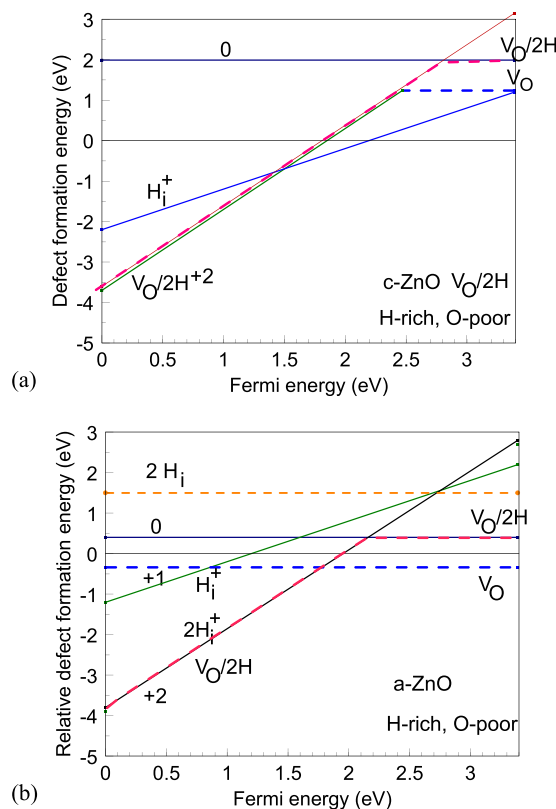 3
2
1
0
-1
-2
-3
-4
-5
Defect formation energy (eV)
0
V_O/2H
V_O
H_i^+
V_O/2H^+2
c-ZnO V_O/2H
H-rich, O-poor
0 0.5 1 1.5 2 2.5 3
Fermi energy (eV)
(a)
3
2
1
0
-1
-2
-3
-4
-5
Relative defect formation energy (eV)
2 H_i
0
V_O/2H
+1
H_i^+
V_O
2H_i^+
V_O/2H
+2
a-ZnO
H-rich, O-poor
0 0.5 1 1.5 2 2.5 3
Fermi energy (eV)
(b)